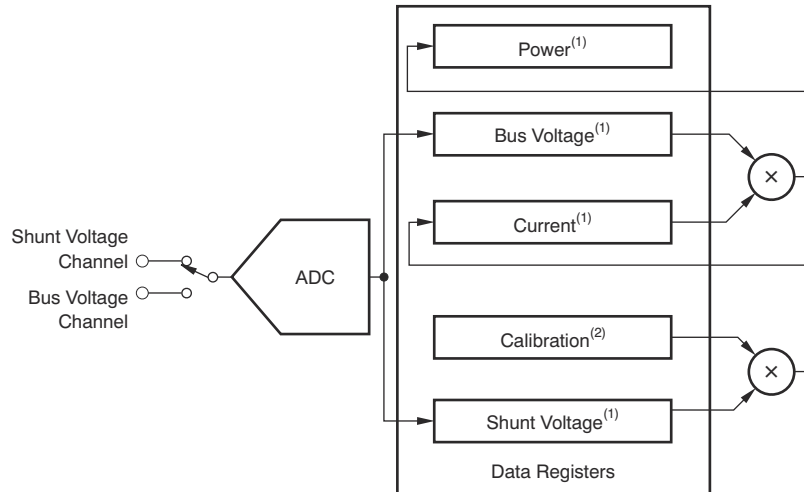 Power(1)
Bus Voltage(1)
×
Current(1)
Shunt Voltage
Channel
ADC
Bus Voltage
Channel
Calibration(2)
×
Shunt Voltage(1)
Data Registers